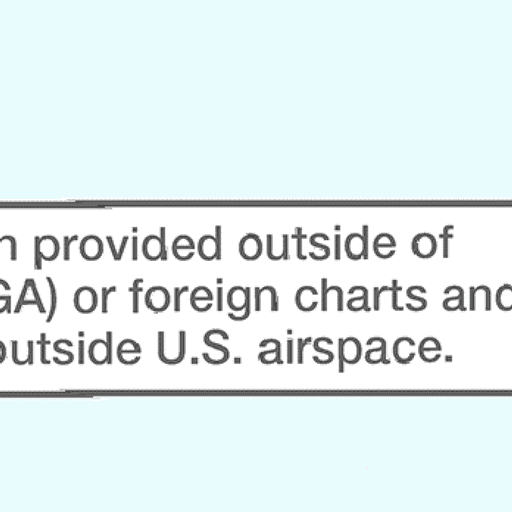 n provided outside of
GA) or foreign charts and
outside U.S. airspace.